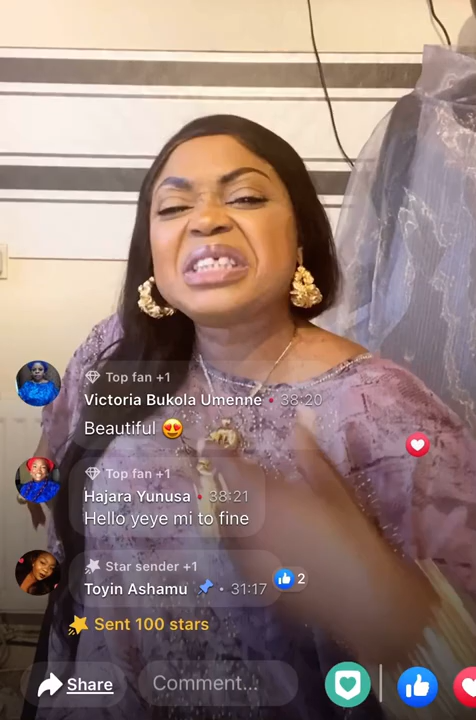 Top fan +1
Victoria Bukola Umenne • 38:20
Beautiful 😍
Top fan +1
Hajara Yunusa • 38:21
Hello yeye mi to fine
Star sender +1
Toyin Ashamu 📌 · 31:17
2
Sent 100 stars
Share
Comment...